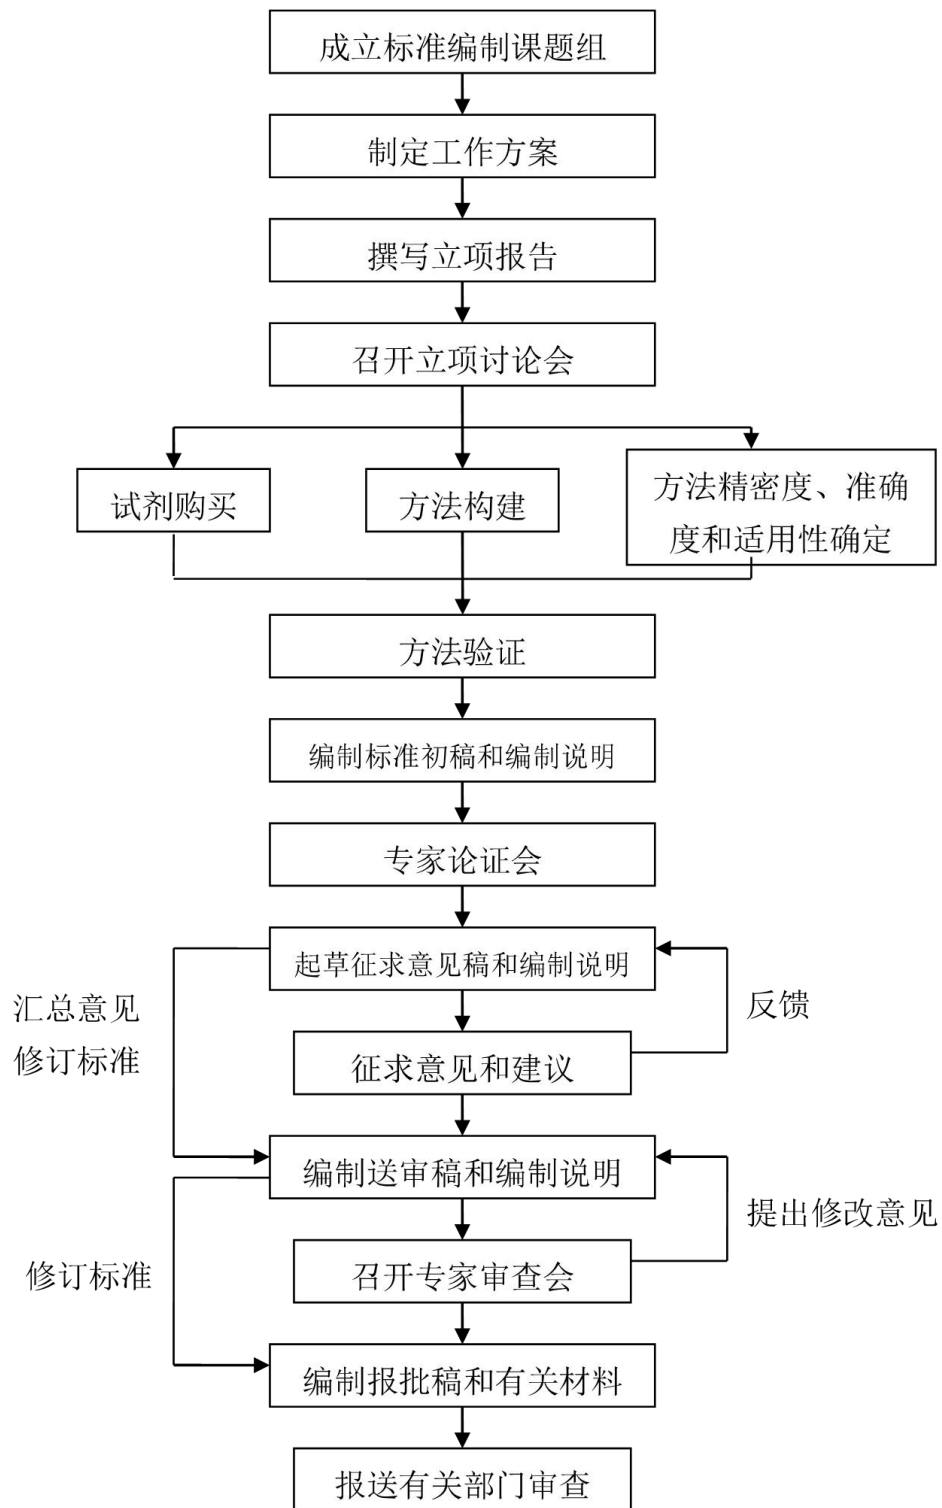 成立标准编制课题组
制定工作方案
撰写立项报告
召开立项讨论会
试剂购买
方法构建
方法精密度、准确
度和适用性确定
方法验证
编制标准初稿和编制说明
专家论证会
起草征求意见稿和编制说明
汇总意见
修订标准
反馈
征求意见和建议
编制送审稿和编制说明
提出修改意见
修订标准
召开专家审查会
编制报批稿和有关材料
报送有关部门审查